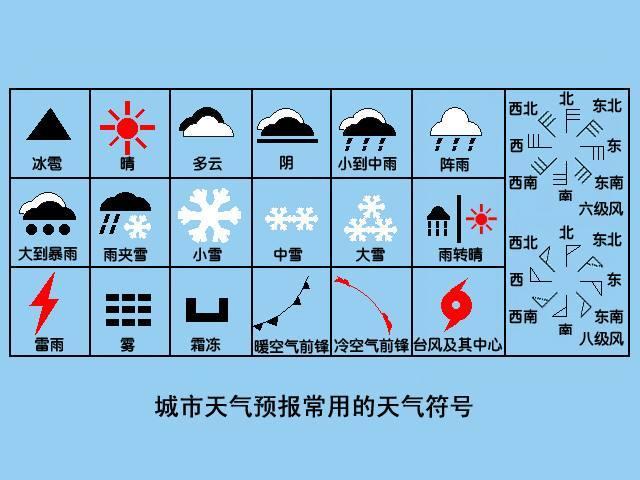 冰雹
晴
多云
阴
小到中雨
阵雨
大到暴雨
雨夹雪
小雪
中雪
大雪
雨转晴
雷雨
雾
霜冻
暖空气前锋
冷空气前锋
台风及其中心
西北 北 东北
西 东
西南 南 东南
六级风
西北 北 东北
西 东
西南 南 东南
八级风
城市天气预报常用的天气符号